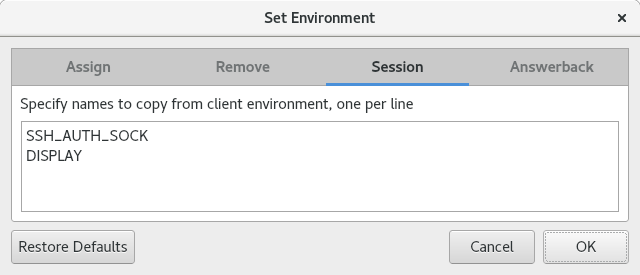 Set Environment
Assign Remove Session Answerback
Specify names to copy from client environment, one per line
SSH_AUTH_SOCK
DISPLAY
Restore Defaults Cancel OK